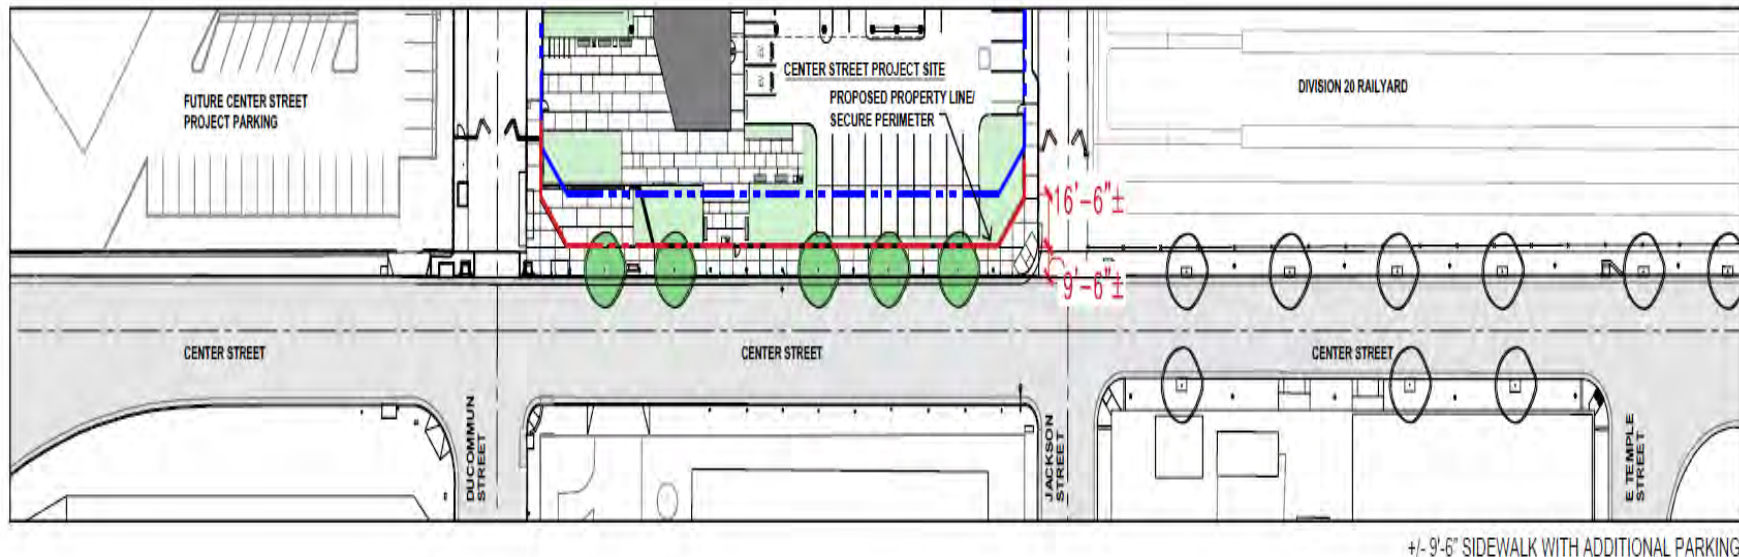 CENTER STREET PROJECT SITE
PROPOSED PROPERTY LINE/
SECURE PERIMETER
FUTURE CENTER STREET
PROJECT PARKING
DIVISION 20 RAILYARD
EV
EV
16'-6"±
9'-6"±
CENTER STREET
CENTER STREET
CENTER STREET
DUCOMMUN
STREET
JACKSON
STREET
E TEMPLE
STREET
+/- 9'-6" SIDEWALK WITH ADDITIONAL PARKING